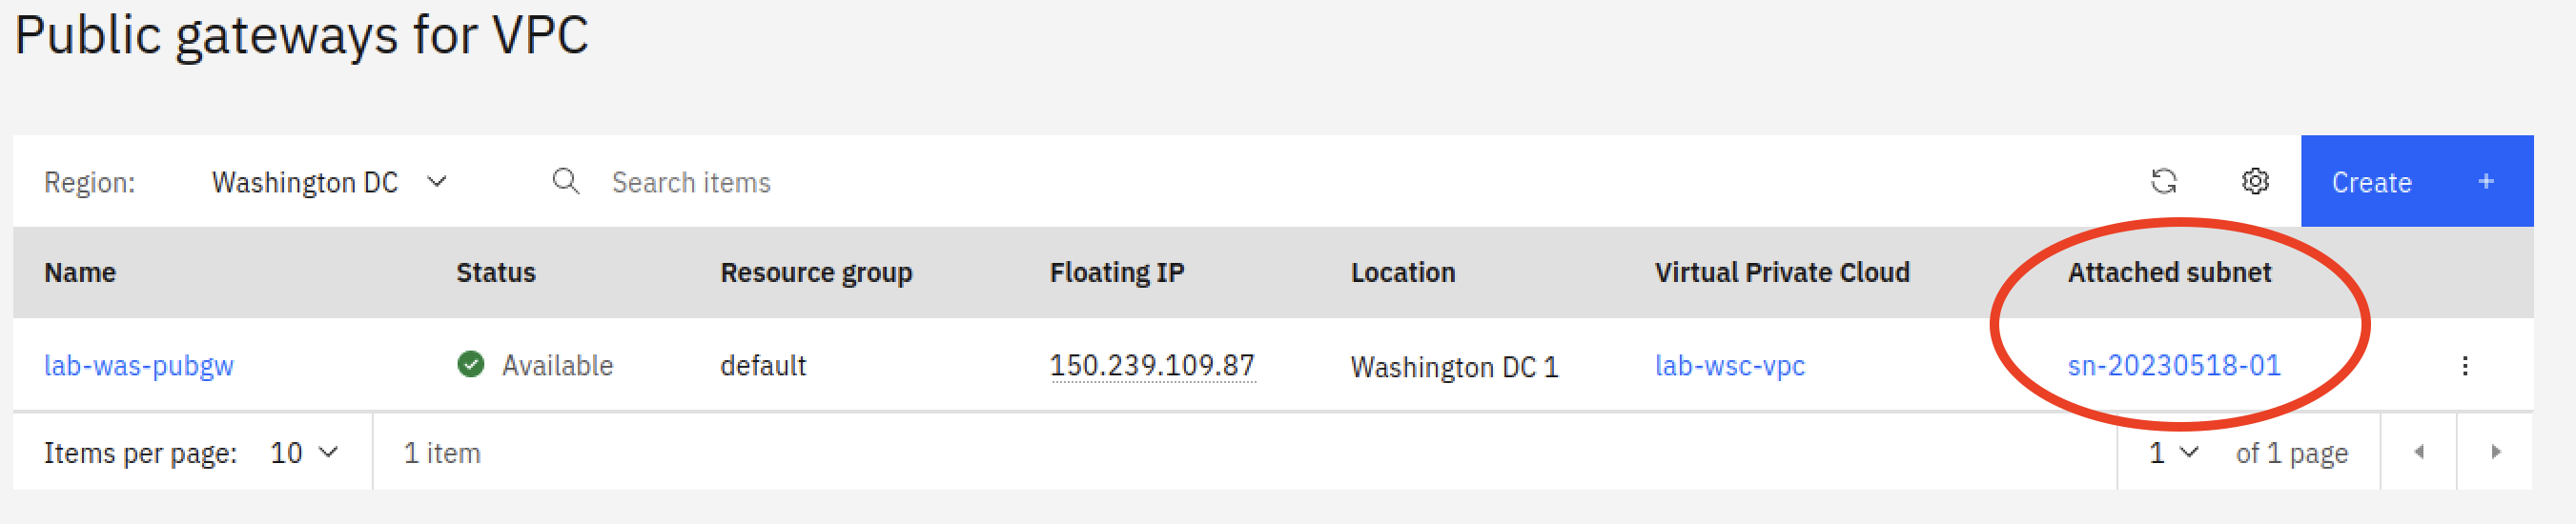 Public gateways for VPC
Region: Washington DC Search items Create +
Name Status Resource group Floating IP Location Virtual Private Cloud Attached subnet
lab-was-pubgw Available default 150.239.109.87 Washington DC 1 lab-wsc-vpc sn-20230518-01
Items per page: 10 1 item 1 of 1 page